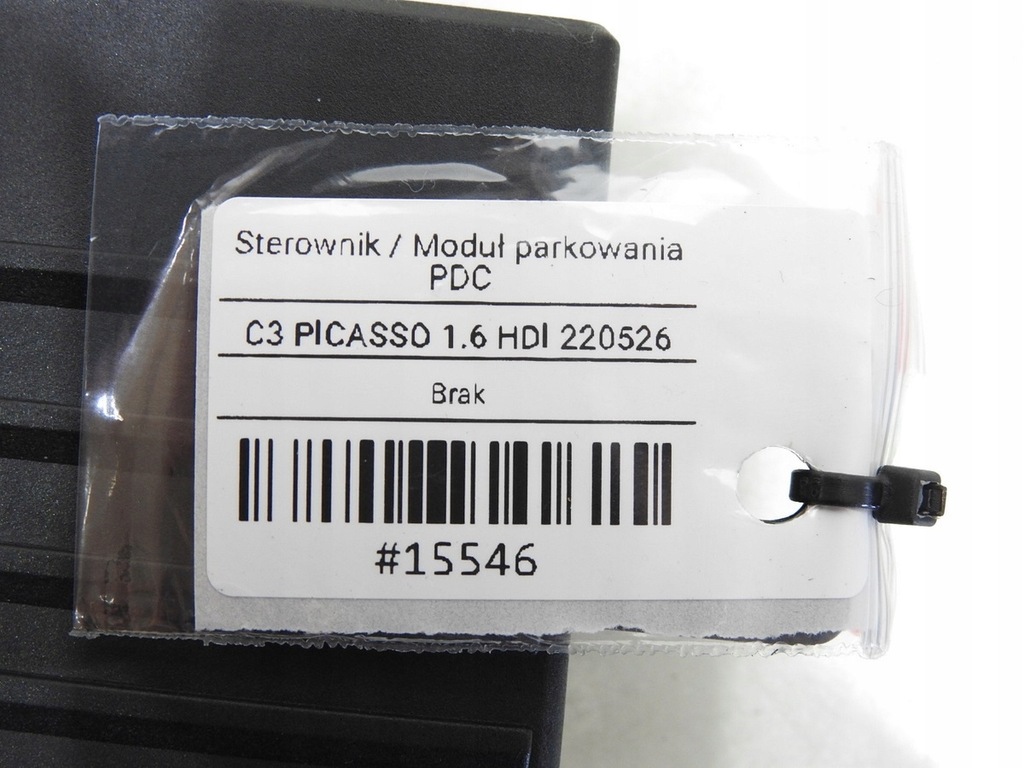 Sterownik / Moduł parkowania
PDC
C3 PICASSO 1.6 HDI 220526
Brak
#15546